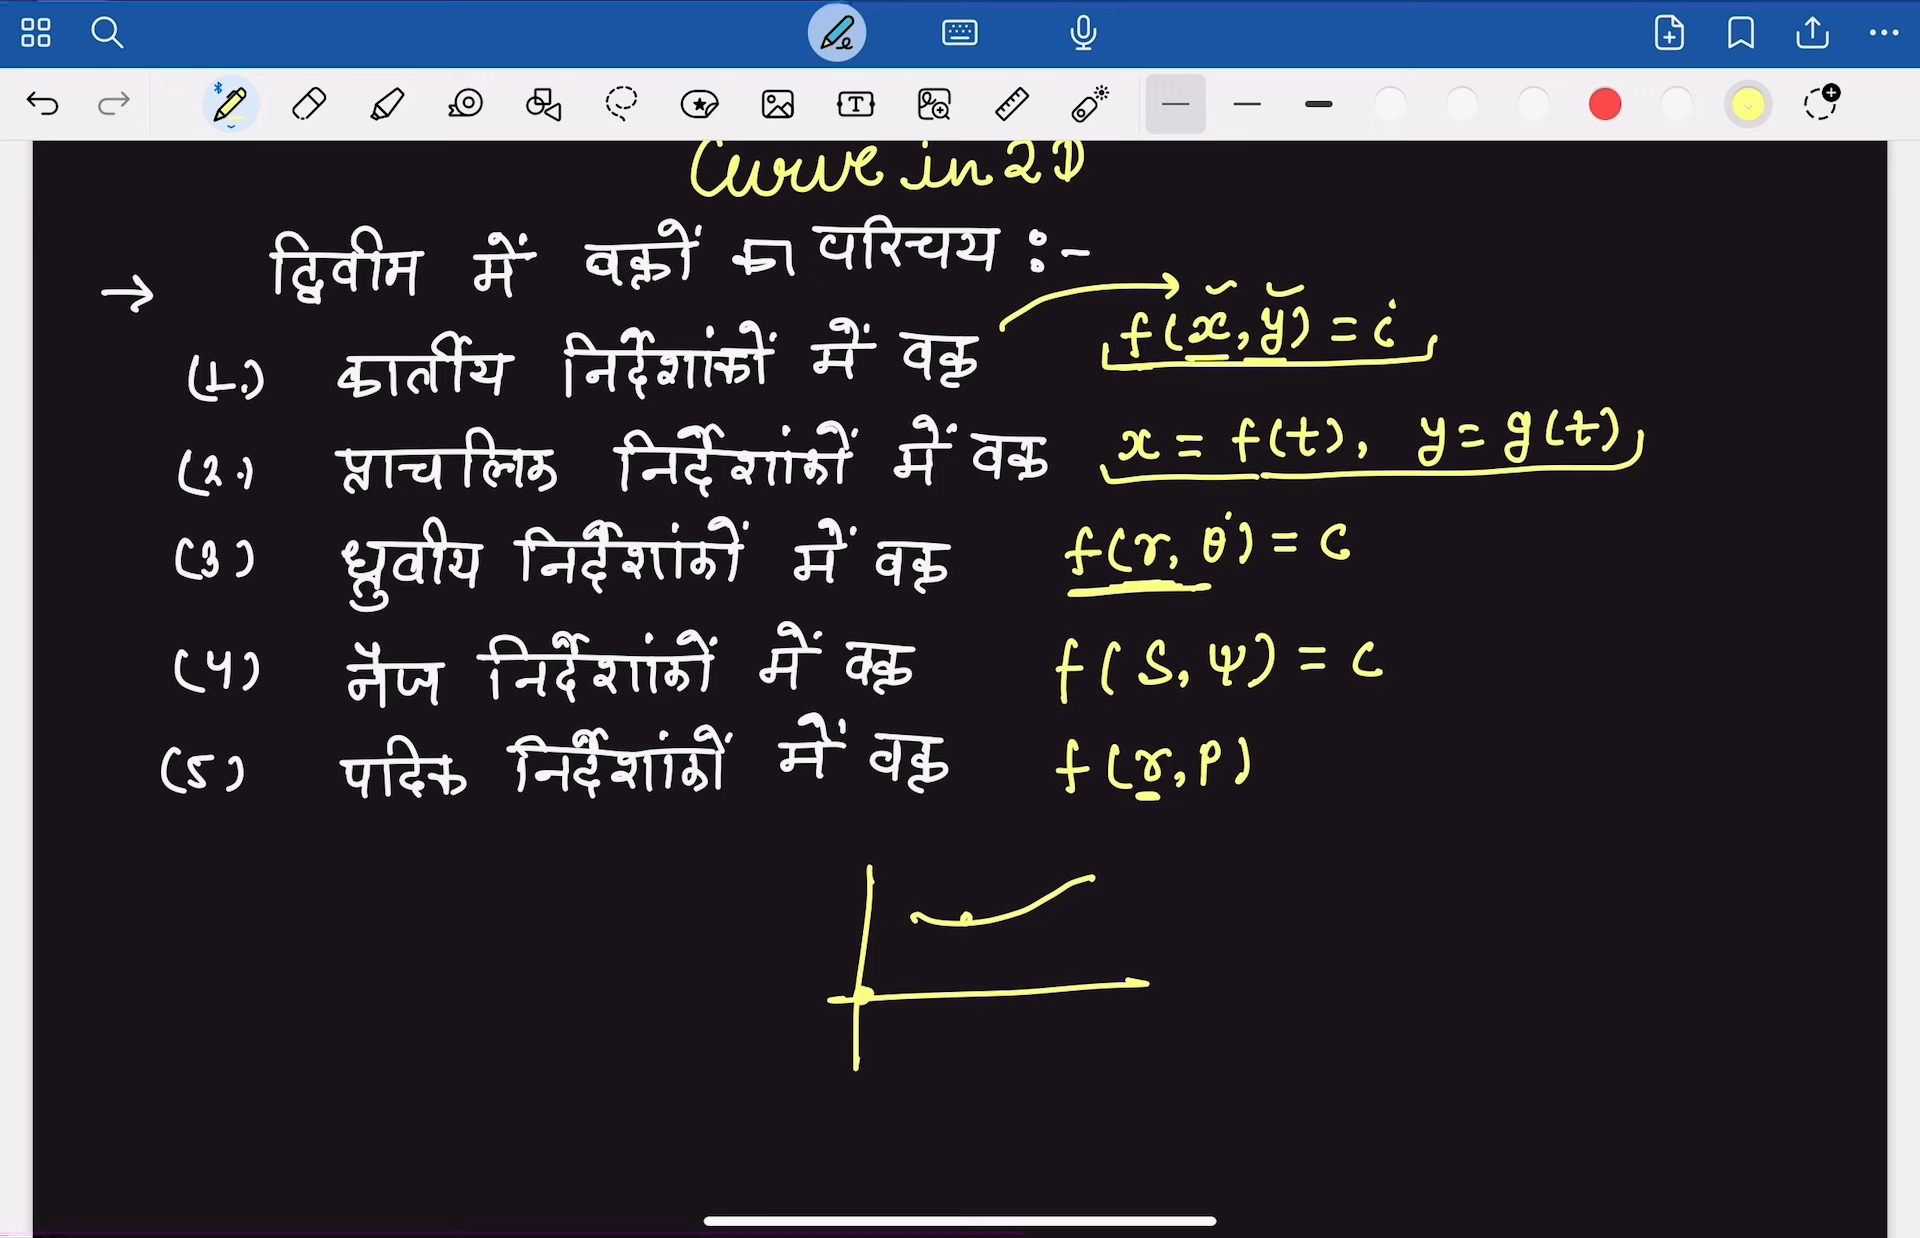 Curve in 2D
→ द्विवीम में वक्रों का परिचय :-
(1.) कार्तीय निर्देशांकों में वक्र f(x, y) = c
(2.) प्राचलिक निर्देशांकों में वक्र x = f(t), y = g(t)
(3) ध्रुवीय निर्देशांकों में वक्र f(r, θ) = c
(4) नैज निर्देशांकों में वक्र f(S, ψ) = c
(5) पदिक निर्देशांकों में वक्र f(r, p)